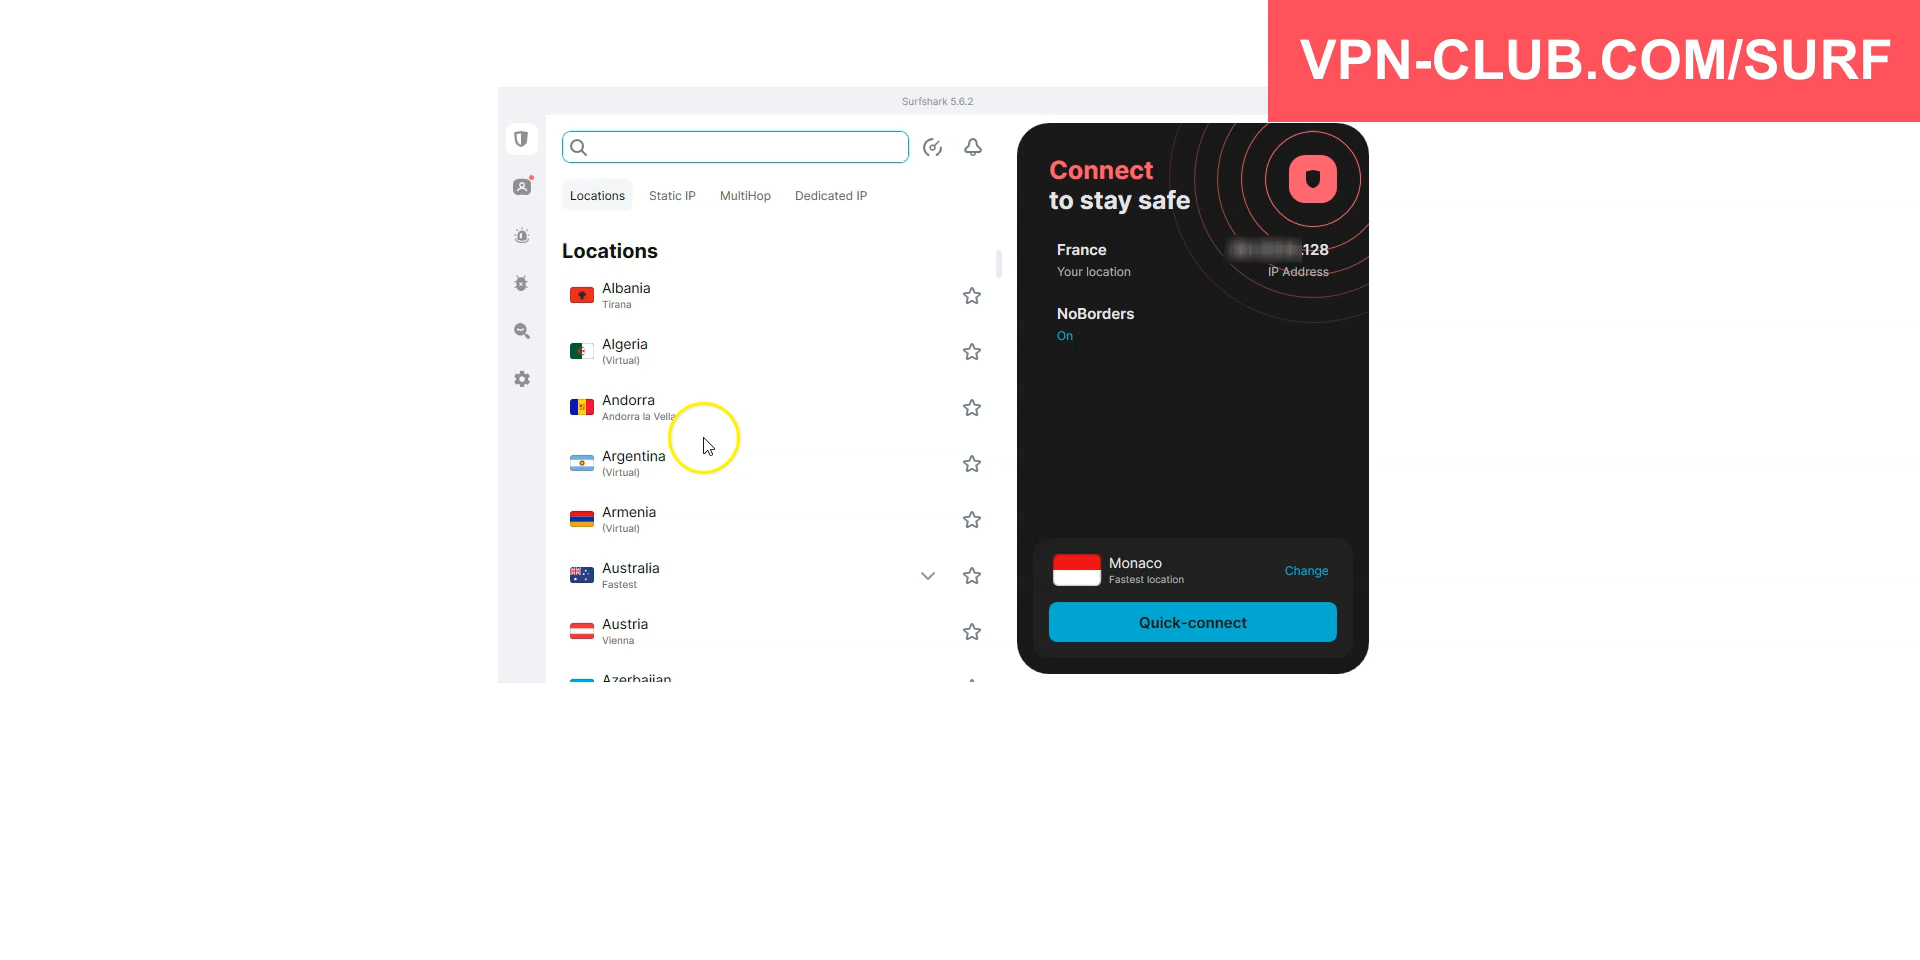 VPN-CLUB.COM/SURF
Surfshark 5.6.2
Locations
Static IP
MultiHop
Dedicated IP
Locations
Albania
Tirana
Algeria
(Virtual)
Andorra
Andorra la Vella
Argentina
(Virtual)
Armenia
(Virtual)
Australia
Fastest
Austria
Vienna
Azerbaijan
Connect
to stay safe
France
.128
Your location
IP Address
NoBorders
On
Monaco
Fastest location
Change
Quick-connect